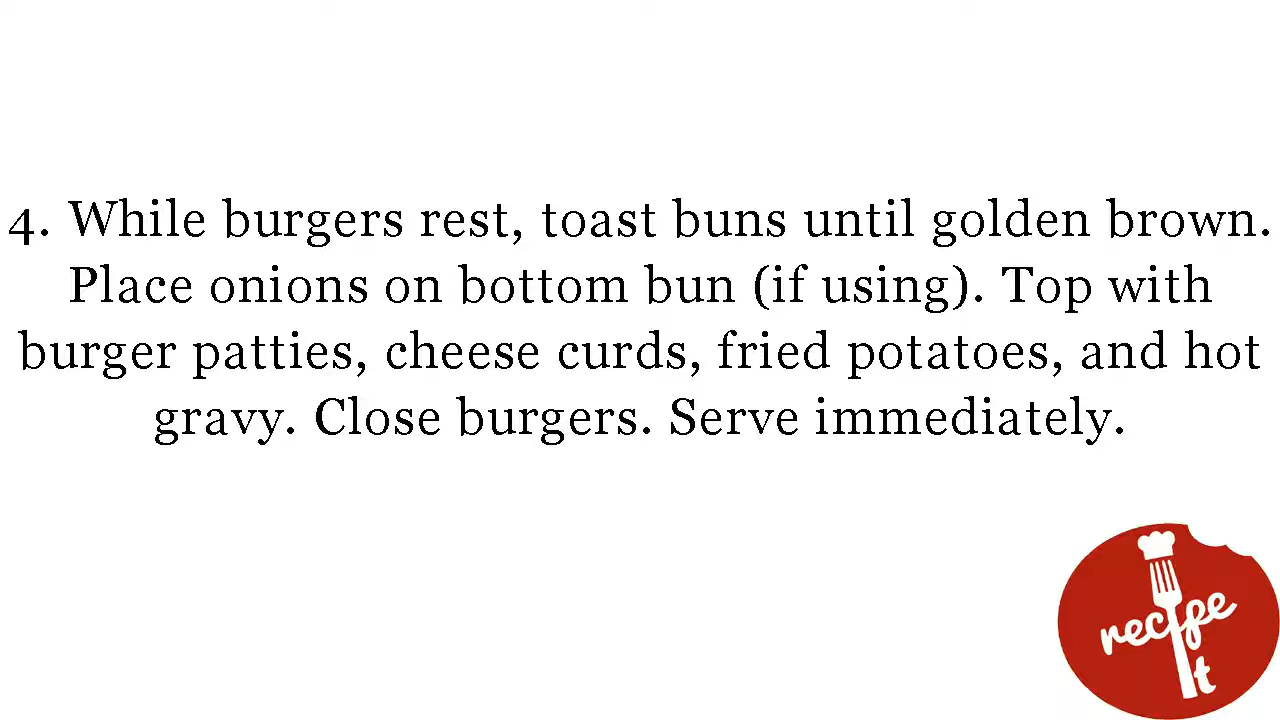 4. While burgers rest, toast buns until golden brown.
Place onions on bottom bun (if using). Top with
burger patties, cheese curds, fried potatoes, and hot
gravy. Close burgers. Serve immediately.
recipe
It